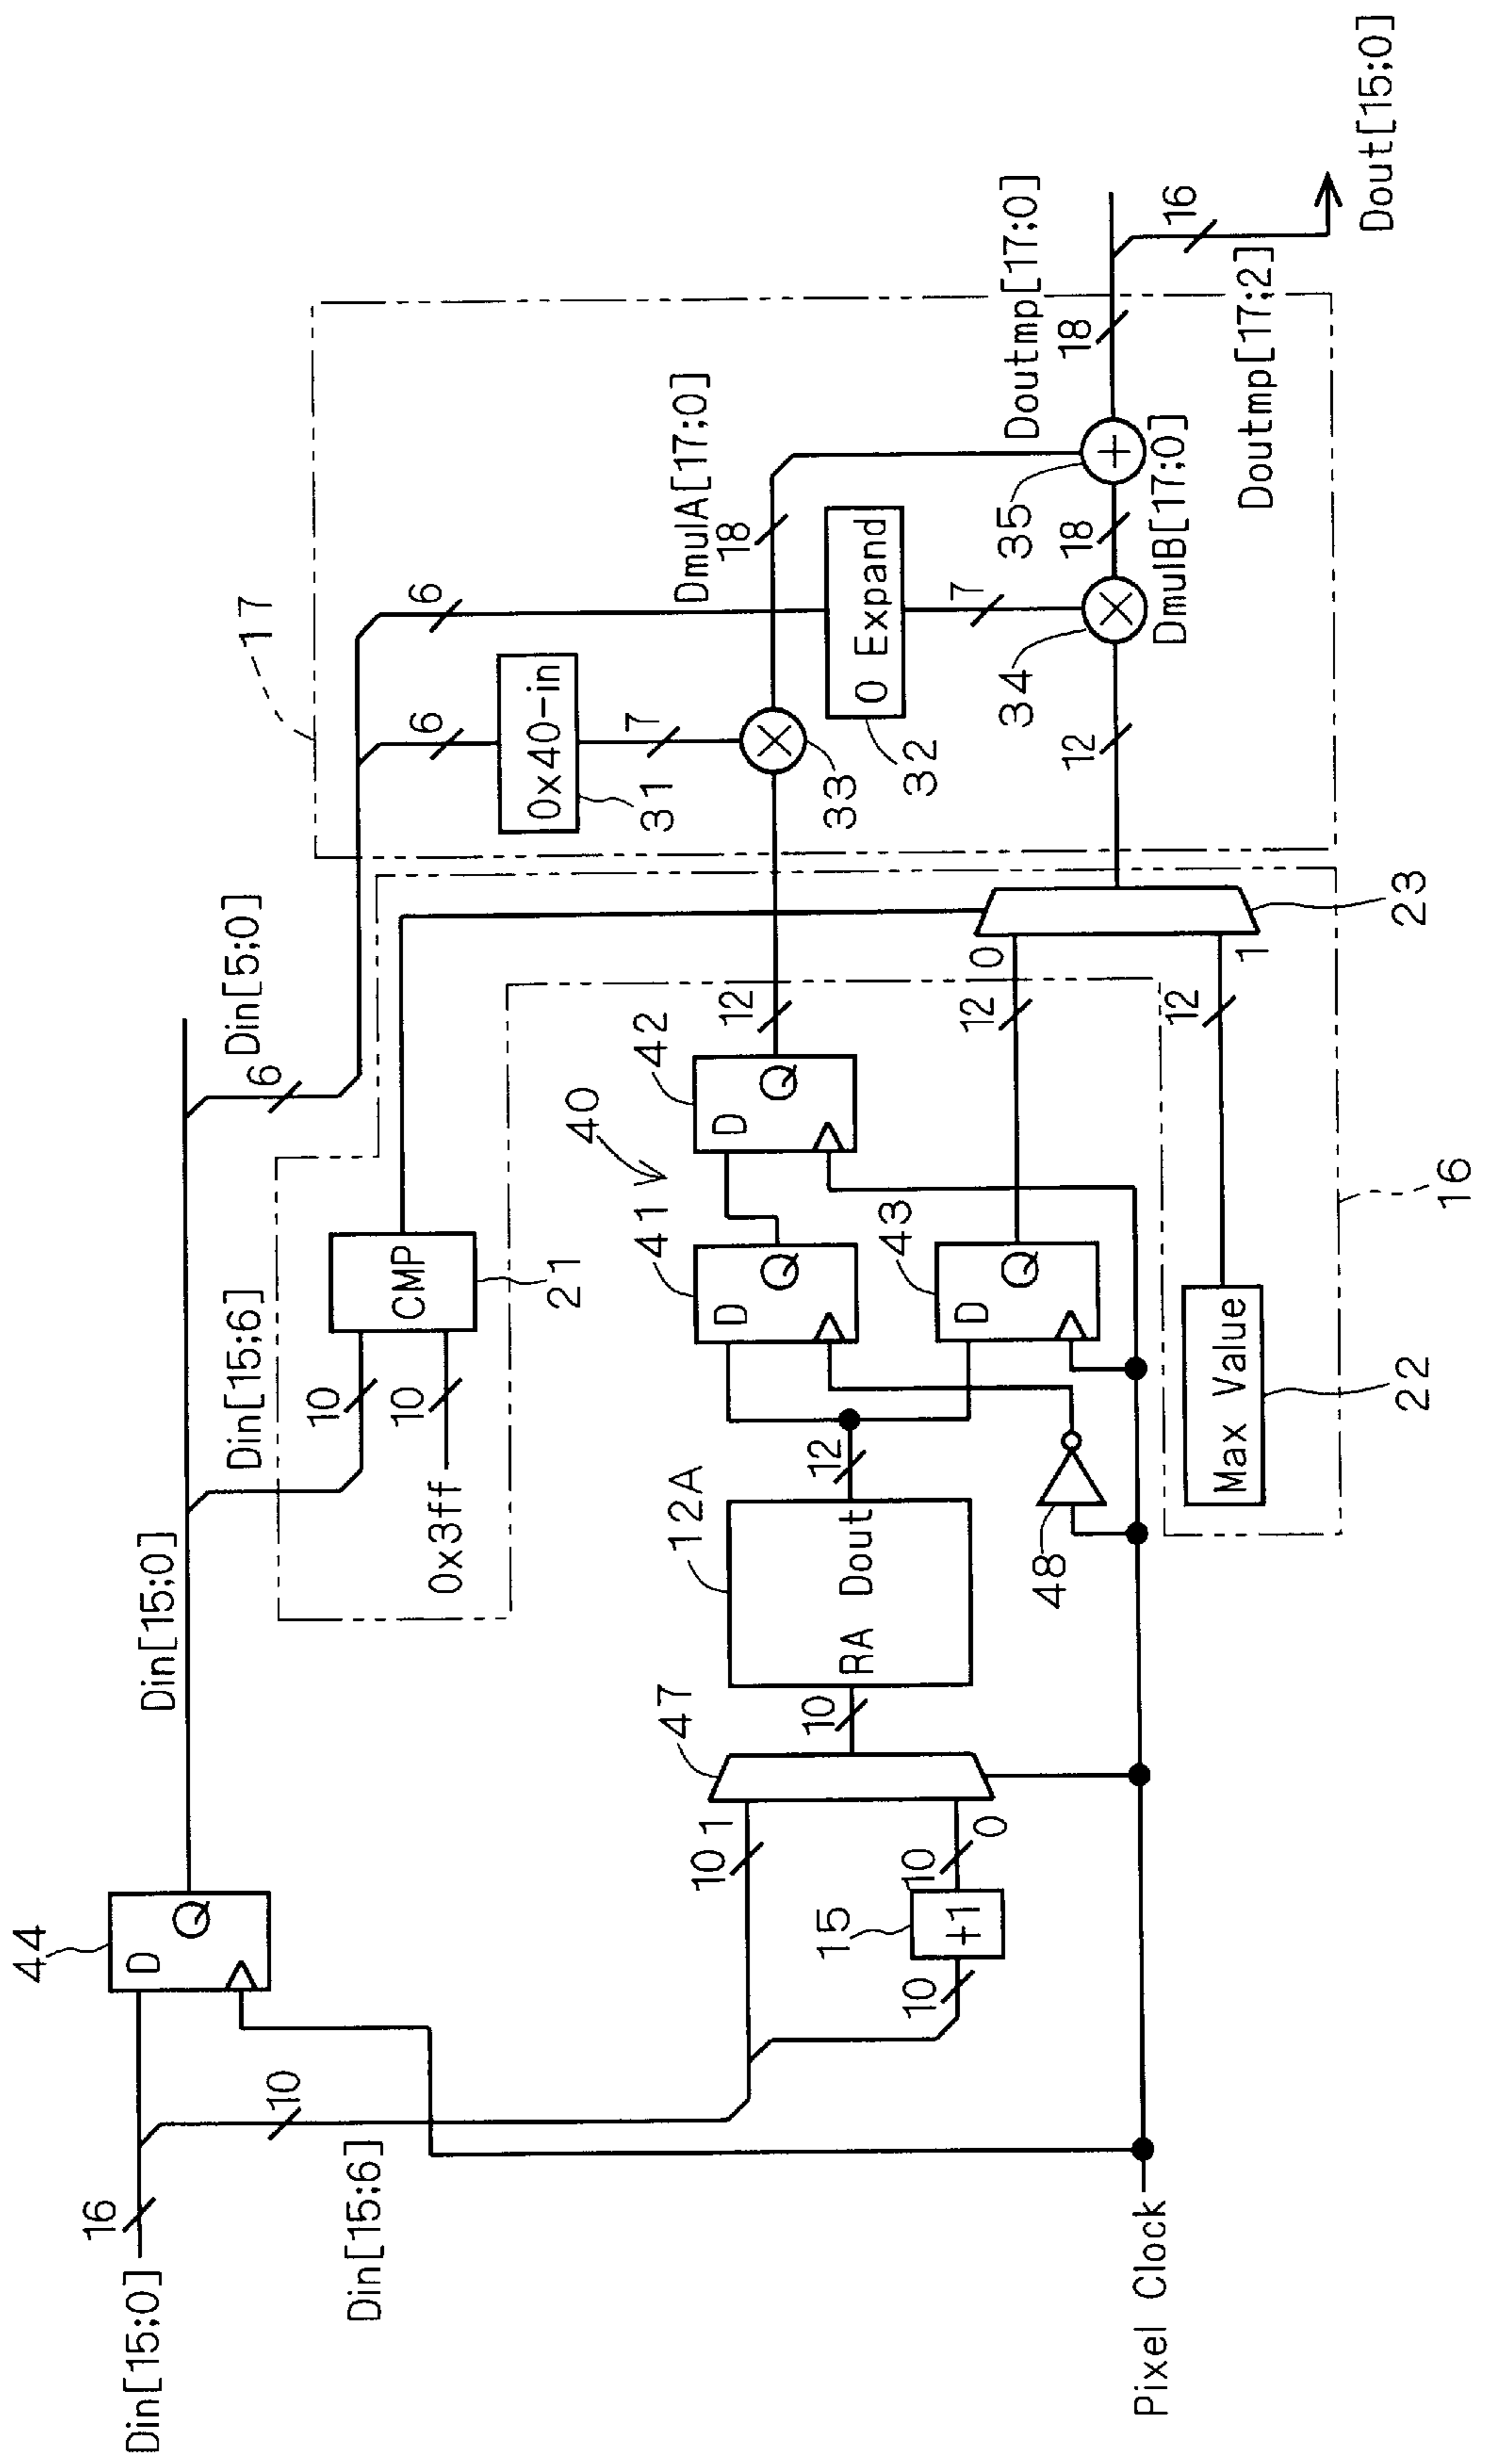 Din[15;0]
16
Din[15;6]
10
44
D
Q
Din[15;0]
Din[15;6]
10
10
0x3ff
CMP
21
Din[5;0]
6
17
6
6
0x40-in
31
7
0 Expand
32
7
DmulA[17;0]
18
33
34
35
DmulB[17;0]
18
12
Doutmp[17;0]
18
Doutmp[17;2]
16
Dout[15;0]
10
1
10
+1
15
10
0
47
10
12A
RA
Dout
12
40
41
D
Q
42
D
Q
12
43
D
Q
12
0
12
1
23
48
Max Value
22
16
Pixel Clock